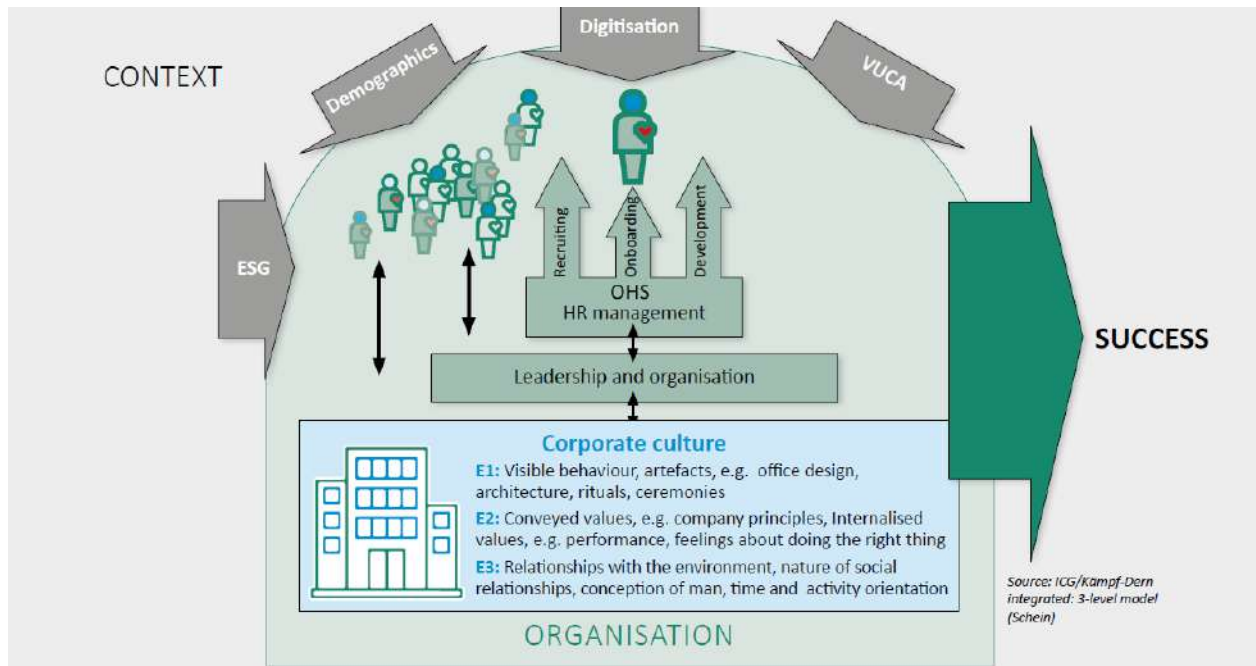 Digitisation
CONTEXT
Demographics
VUCA
ESG
Recruiting
Onboarding
Development
OHS
HR management
SUCCESS
Leadership and organisation
Corporate culture
E1: Visible behaviour, artefacts, e.g. office design,
architecture, rituals, ceremonies
E2: Conveyed values, e.g. company principles, Internalised
values, e.g. performance, feelings about doing the right thing
E3: Relationships with the environment, nature of social
relationships, conception of man, time and activity orientation
Source: ICG/Kämpf-Dern
integrated: 3-level model
(Schein)
ORGANISATION